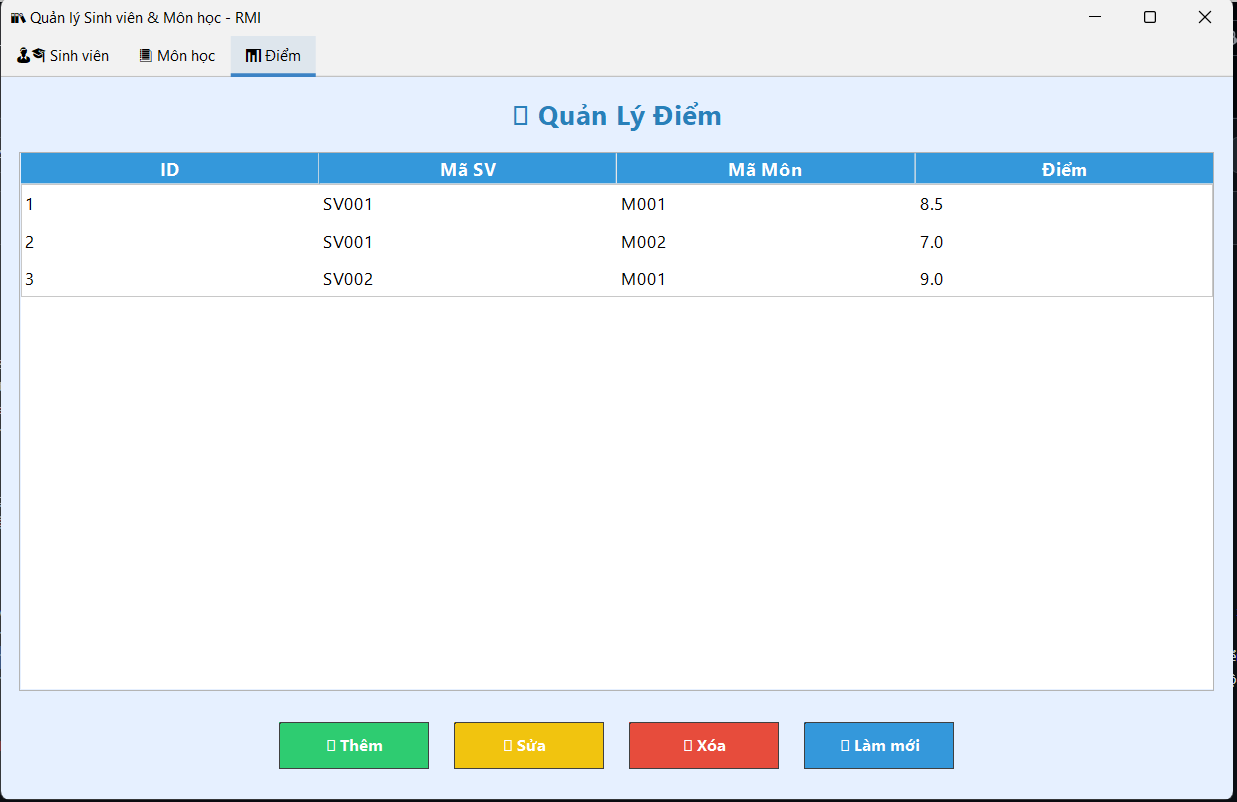 Quản lý Sinh viên & Môn học - RMI
Sinh viên Môn học Điểm
Quản Lý Điểm
ID Mã SV Mã Môn Điểm
1 SV001 M001 8.5
2 SV001 M002 7.0
3 SV002 M001 9.0
Thêm Sửa Xóa Làm mới